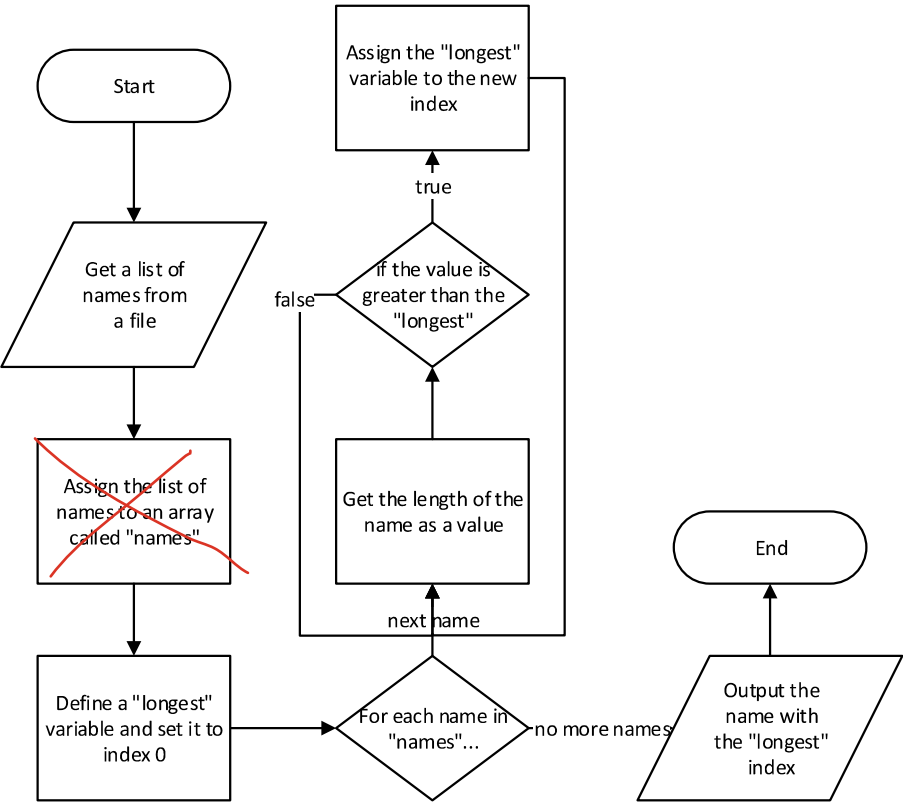 Start
Get a list of
names from
a file
Assign the list of
names to an array
called "names"
Define a "longest"
variable and set it to
index 0
For each name in
"names"...
next name
Get the length of the
name as a value
if the value is
greater than the
"longest"
true
false
Assign the "longest"
variable to the new
index
no more names
Output the
name with
the "longest"
index
End